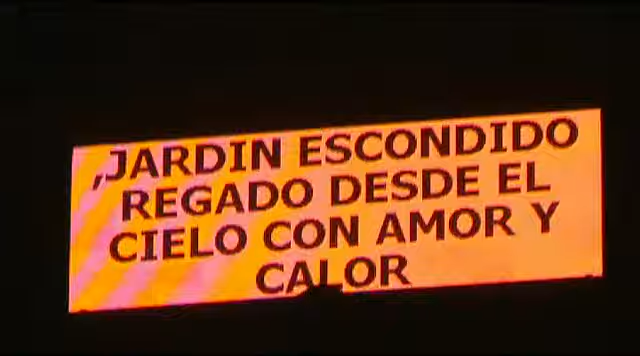 ,JARDIN ESCONDIDO
REGADO DESDE EL
CIELO CON AMOR Y
CALOR